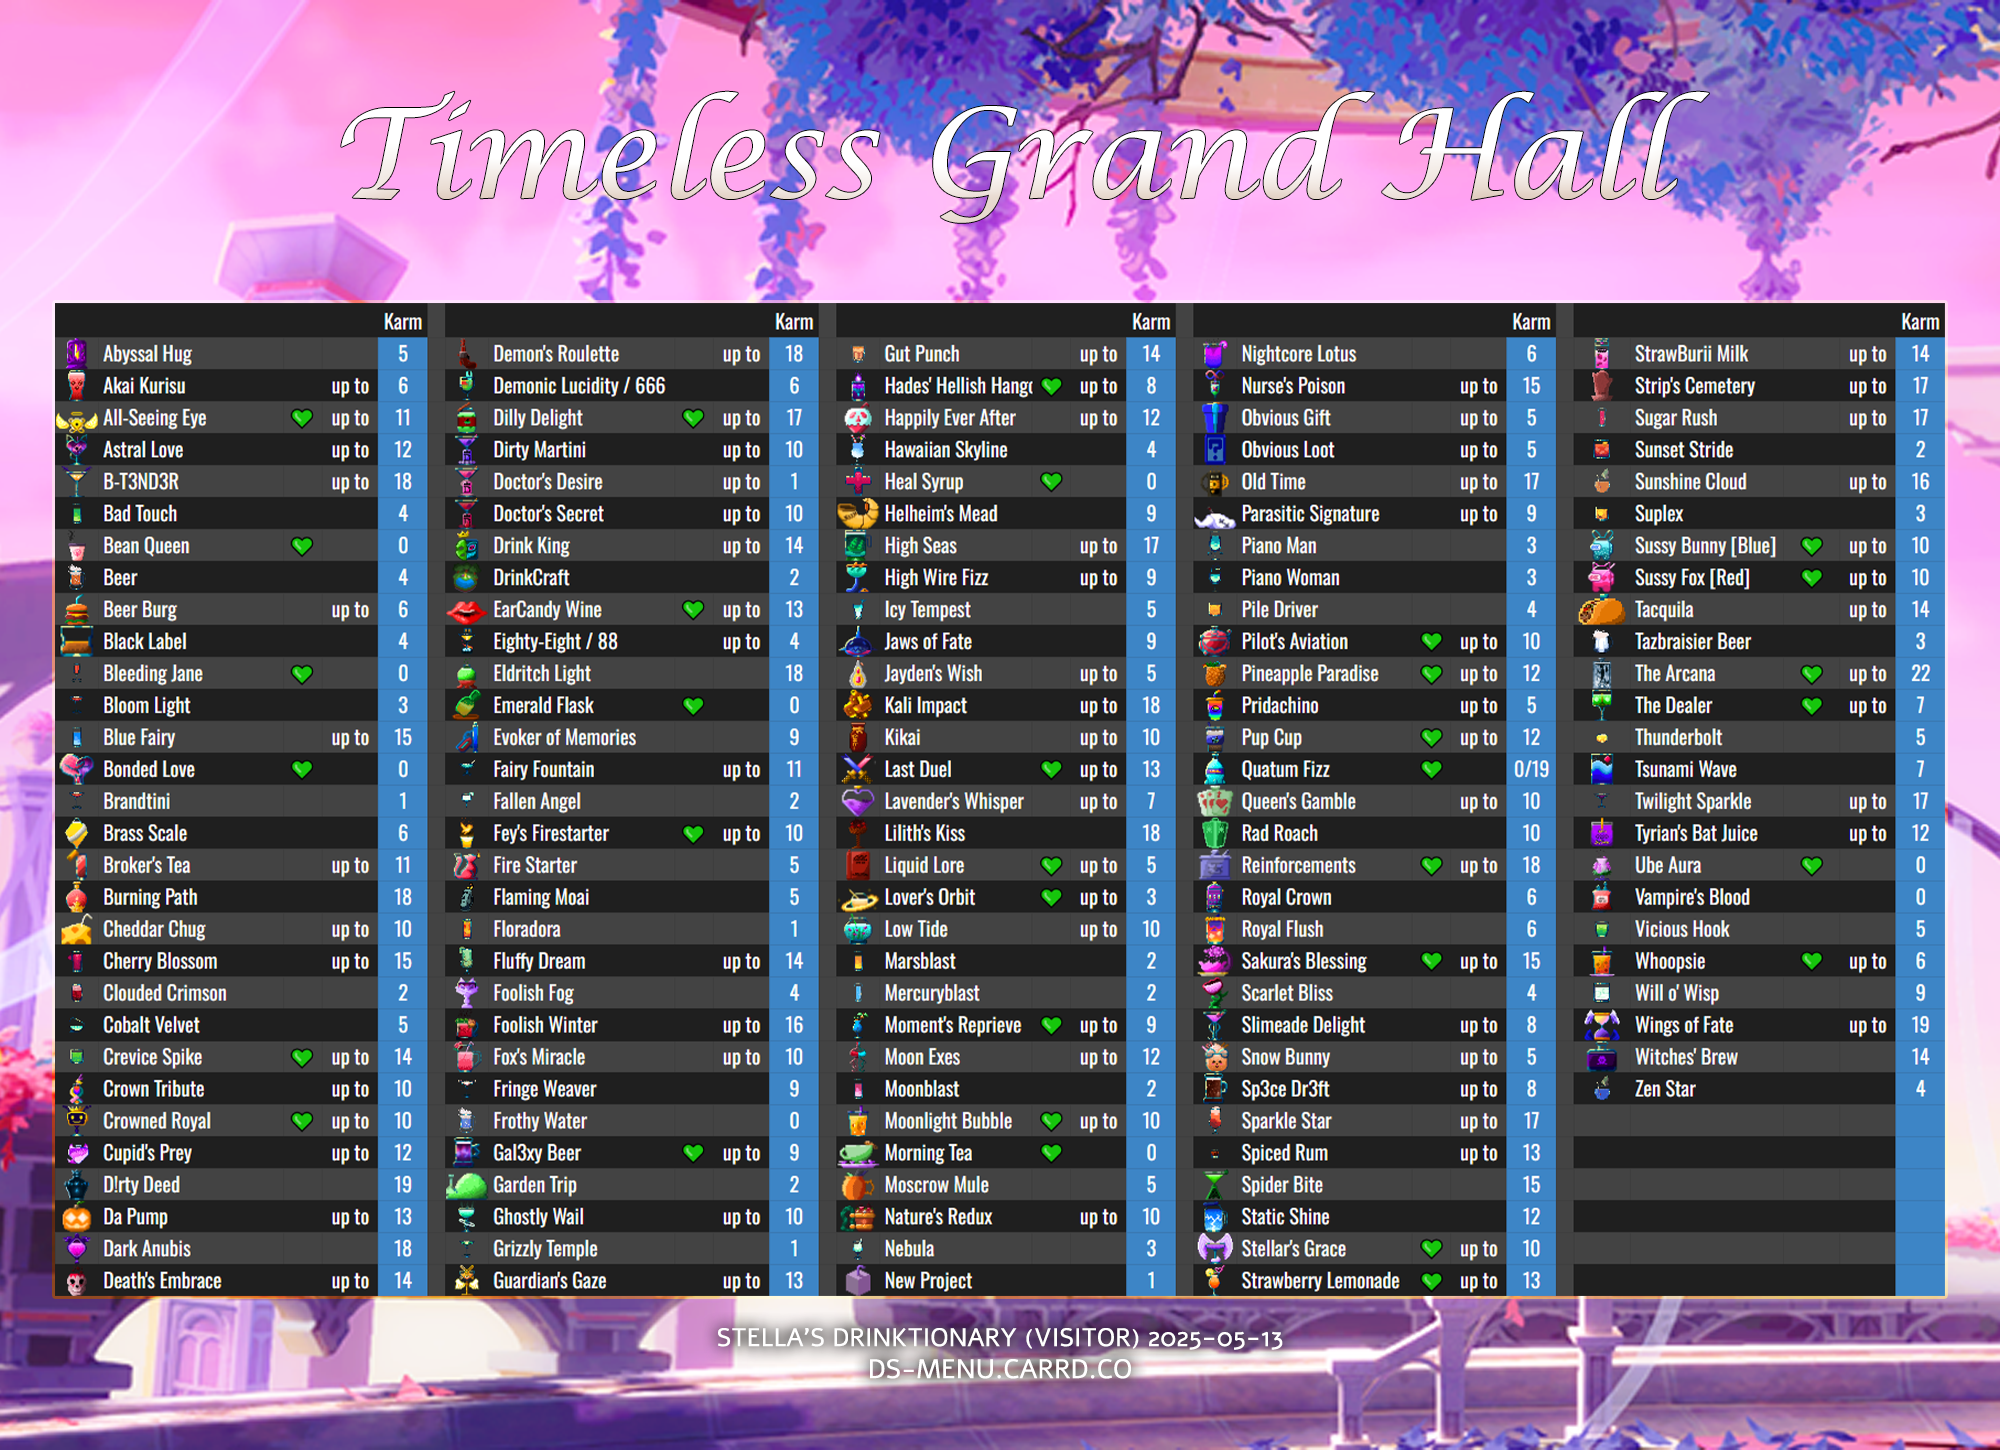 Timeless Grand Hall
Karm
Abyssal Hug 5
Akai Kurisu up to 6
All-Seeing Eye up to 11
Astral Love up to 12
B-T3ND3R up to 18
Bad Touch 4
Bean Queen 0
Beer 4
Beer Burg up to 6
Black Label 4
Bleeding Jane 0
Bloom Light 3
Blue Fairy up to 15
Bonded Love 0
Brandtini 1
Brass Scale 6
Broker's Tea up to 11
Burning Path 18
Cheddar Chug up to 10
Cherry Blossom up to 15
Clouded Crimson 2
Cobalt Velvet 5
Crevice Spike up to 14
Crown Tribute up to 10
Crowned Royal up to 10
Cupid's Prey up to 12
D!rty Deed 19
Da Pump up to 13
Dark Anubis 18
Death's Embrace up to 14
Karm
Demon's Roulette up to 18
Demonic Lucidity / 666 6
Dilly Delight up to 17
Dirty Martini up to 10
Doctor's Desire up to 1
Doctor's Secret up to 10
Drink King up to 14
DrinkCraft 2
EarCandy Wine up to 13
Eighty-Eight / 88 up to 4
Eldritch Light 18
Emerald Flask 0
Evoker of Memories 9
Fairy Fountain up to 11
Fallen Angel 2
Fey's Firestarter up to 10
Fire Starter 5
Flaming Moai 5
Floradora 1
Fluffy Dream up to 14
Foolish Fog 4
Foolish Winter up to 16
Fox's Miracle up to 10
Fringe Weaver 9
Frothy Water 0
Gal3xy Beer up to 9
Garden Trip 2
Ghostly Wail up to 10
Grizzly Temple 1
Guardian's Gaze up to 13
Karm
Gut Punch up to 14
Hades' Hellish Hango up to 8
Happily Ever After up to 12
Hawaiian Skyline 4
Heal Syrup 0
Helheim's Mead 9
High Seas up to 17
High Wire Fizz up to 9
Icy Tempest 5
Jaws of Fate 9
Jayden's Wish up to 5
Kali Impact up to 18
Kikai up to 10
Last Duel up to 13
Lavender's Whisper up to 7
Lilith's Kiss 18
Liquid Lore up to 5
Lover's Orbit up to 3
Low Tide up to 10
Marsblast 2
Mercuryblast 2
Moment's Reprieve up to 9
Moon Exes up to 12
Moonblast 2
Moonlight Bubble up to 10
Morning Tea 0
Moscrow Mule 5
Nature's Redux up to 10
Nebula 3
New Project 1
Karm
Nightcore Lotus 6
Nurse's Poison up to 15
Obvious Gift up to 5
Obvious Loot up to 5
Old Time up to 17
Parasitic Signature up to 9
Piano Man 3
Piano Woman 3
Pile Driver 4
Pilot's Aviation up to 10
Pineapple Paradise up to 12
Pridachino up to 5
Pup Cup up to 12
Quatum Fizz 0/19
Queen's Gamble up to 10
Rad Roach 10
Reinforcements up to 18
Royal Crown 6
Royal Flush 6
Sakura's Blessing up to 15
Scarlet Bliss 4
Slimeade Delight up to 8
Snow Bunny up to 5
Sp3ce Dr3ft up to 8
Sparkle Star up to 17
Spiced Rum up to 13
Spider Bite 15
Static Shine 12
Stellar's Grace up to 10
Strawberry Lemonade up to 13
Karm
StrawBurii Milk up to 14
Strip's Cemetery up to 17
Sugar Rush up to 17
Sunset Stride 2
Sunshine Cloud up to 16
Suplex 3
Sussy Bunny [Blue] up to 10
Sussy Fox [Red] up to 10
Tacquila up to 14
Tazbraisier Beer 3
The Arcana up to 22
The Dealer up to 7
Thunderbolt 5
Tsunami Wave 7
Twilight Sparkle up to 17
Tyrian's Bat Juice up to 12
Ube Aura 0
Vampire's Blood 0
Vicious Hook 5
Whoopsie up to 6
Will o' Wisp 9
Wings of Fate up to 19
Witches' Brew 14
Zen Star 4
STELLA'S DRINKTIONARY (VISITOR) 2025-05-13
DS-MENU.CARRD.CO